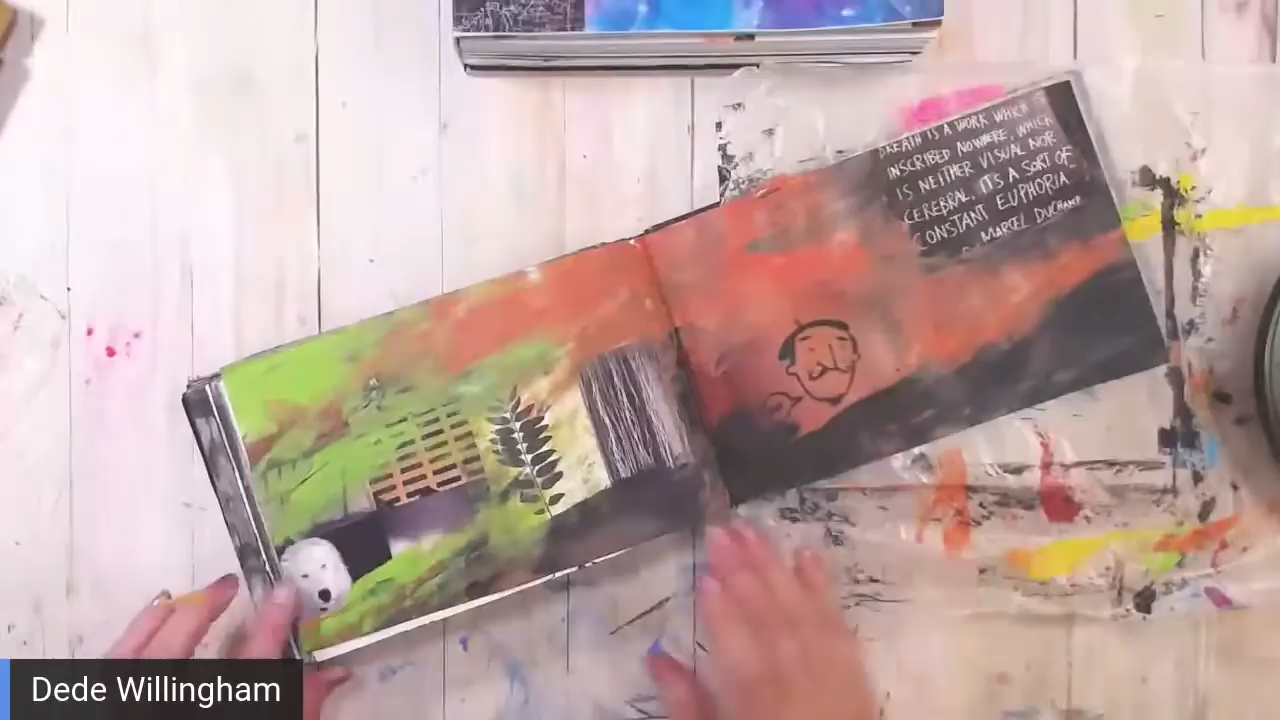 BREATH IS A WORK WHICH IS
INSCRIBED NOWHERE, WHICH
IS NEITHER VISUAL NOR
CEREBRAL. IT'S A SORT OF
CONSTANT EUPHORIA.
MARCEL DUCHAMP
Dede Willingham